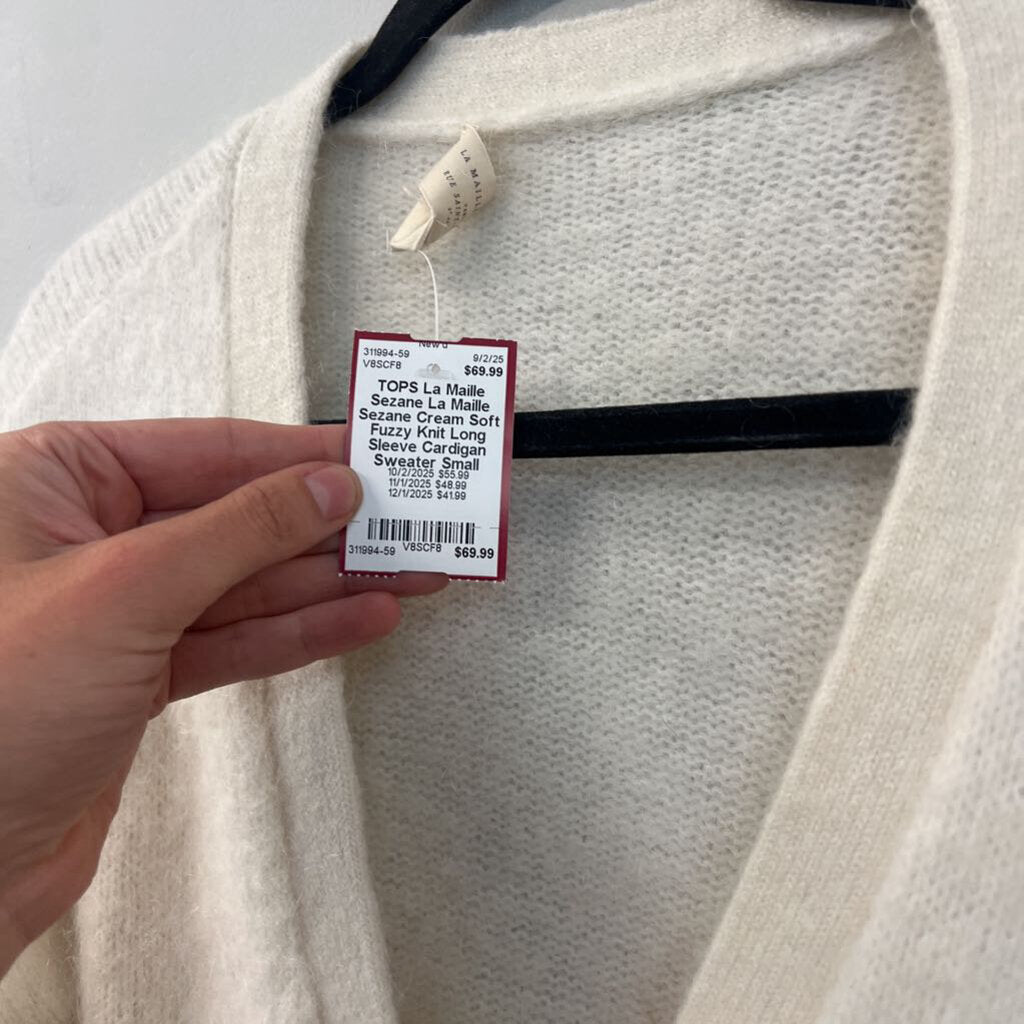 LA MAILL
RUE SAINT
New u
311994-59 9/2/25
V8SCF8 $69.99
TOPS La Maille
Sezane La Maille
Sezane Cream Soft
Fuzzy Knit Long
Sleeve Cardigan
Sweater Small
10/2/2025 $55.99
11/1/2025 $48.99
12/1/2025 $41.99
311994-59 V8SCF8 $69.99